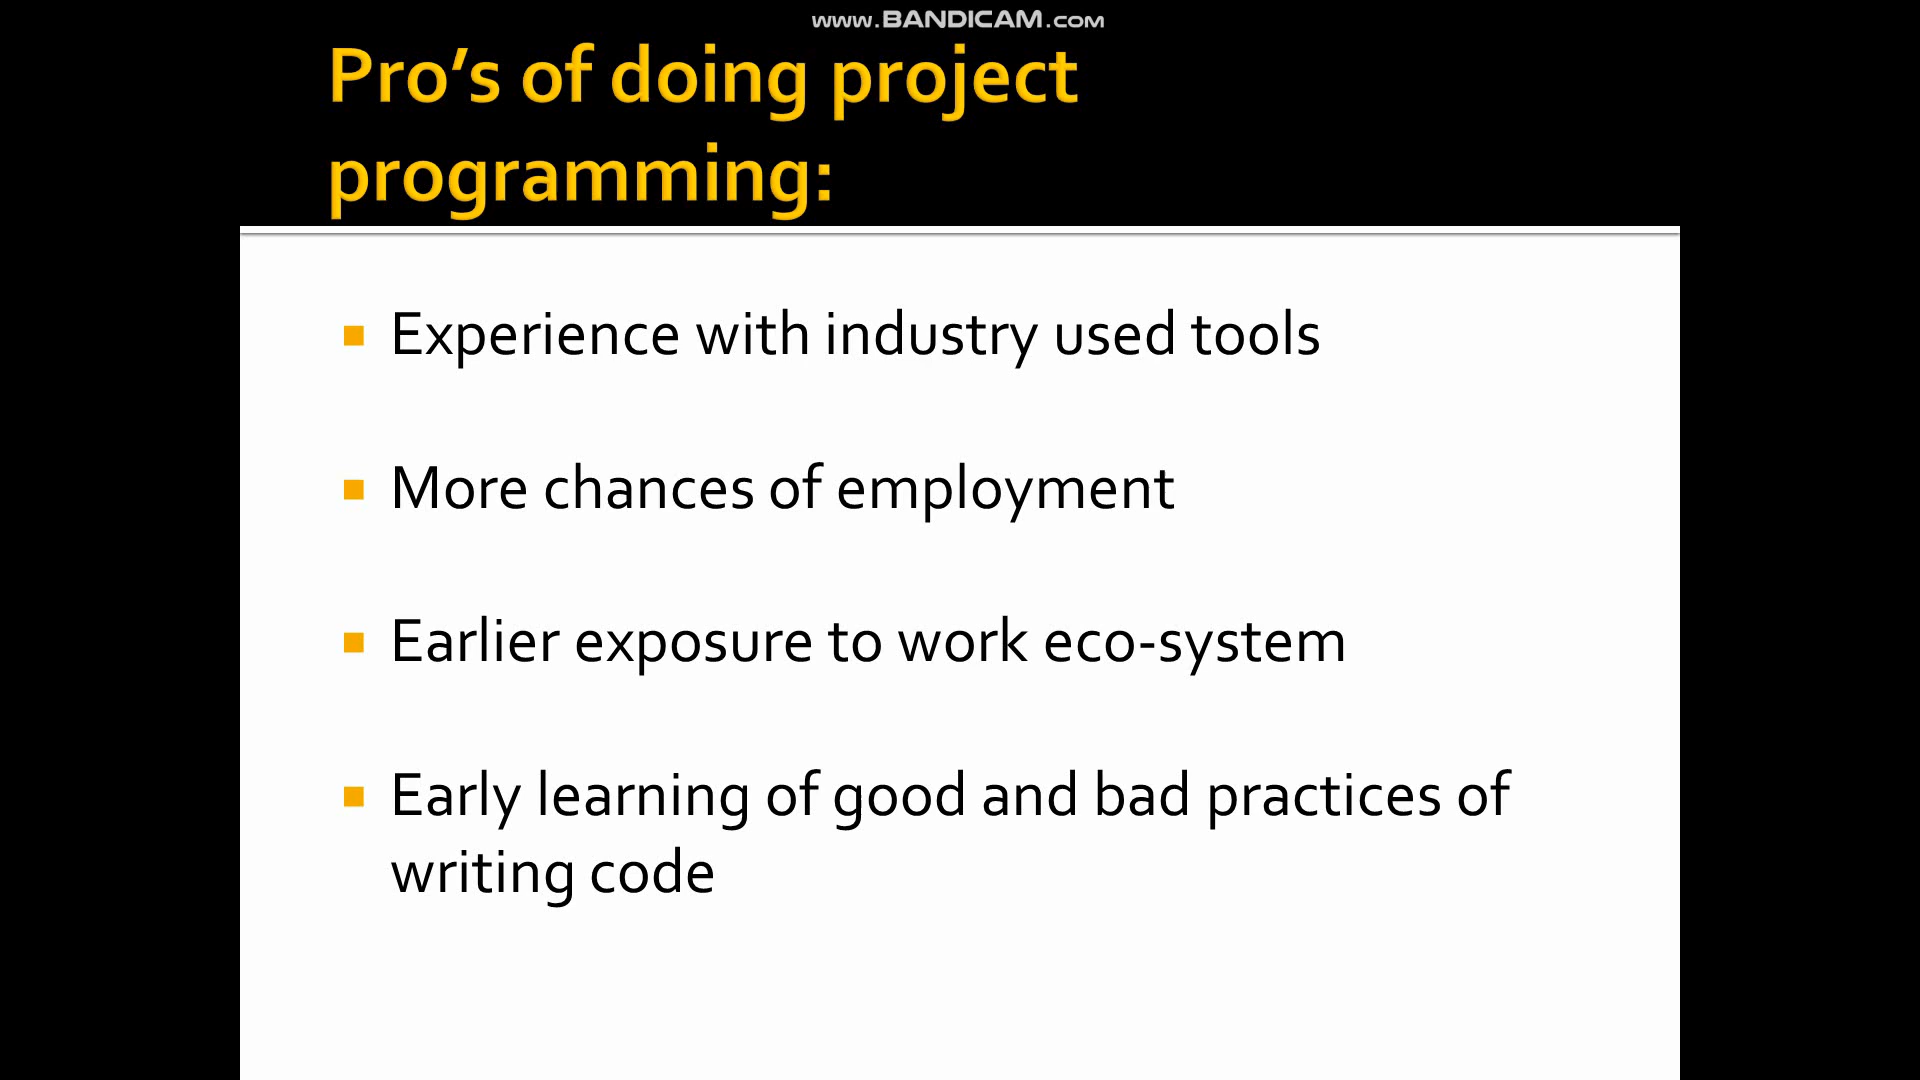 www.BANDICAM.com
Pro’s of doing project
programming:
Experience with industry used tools
More chances of employment
Earlier exposure to work eco-system
Early learning of good and bad practices of
writing code